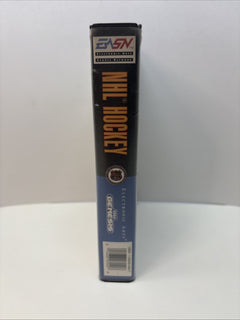 EASN
Electronic Arts
Sports Network
NHL HOCKEY
ELECTRONIC ARTS
SEGA
GENESIS